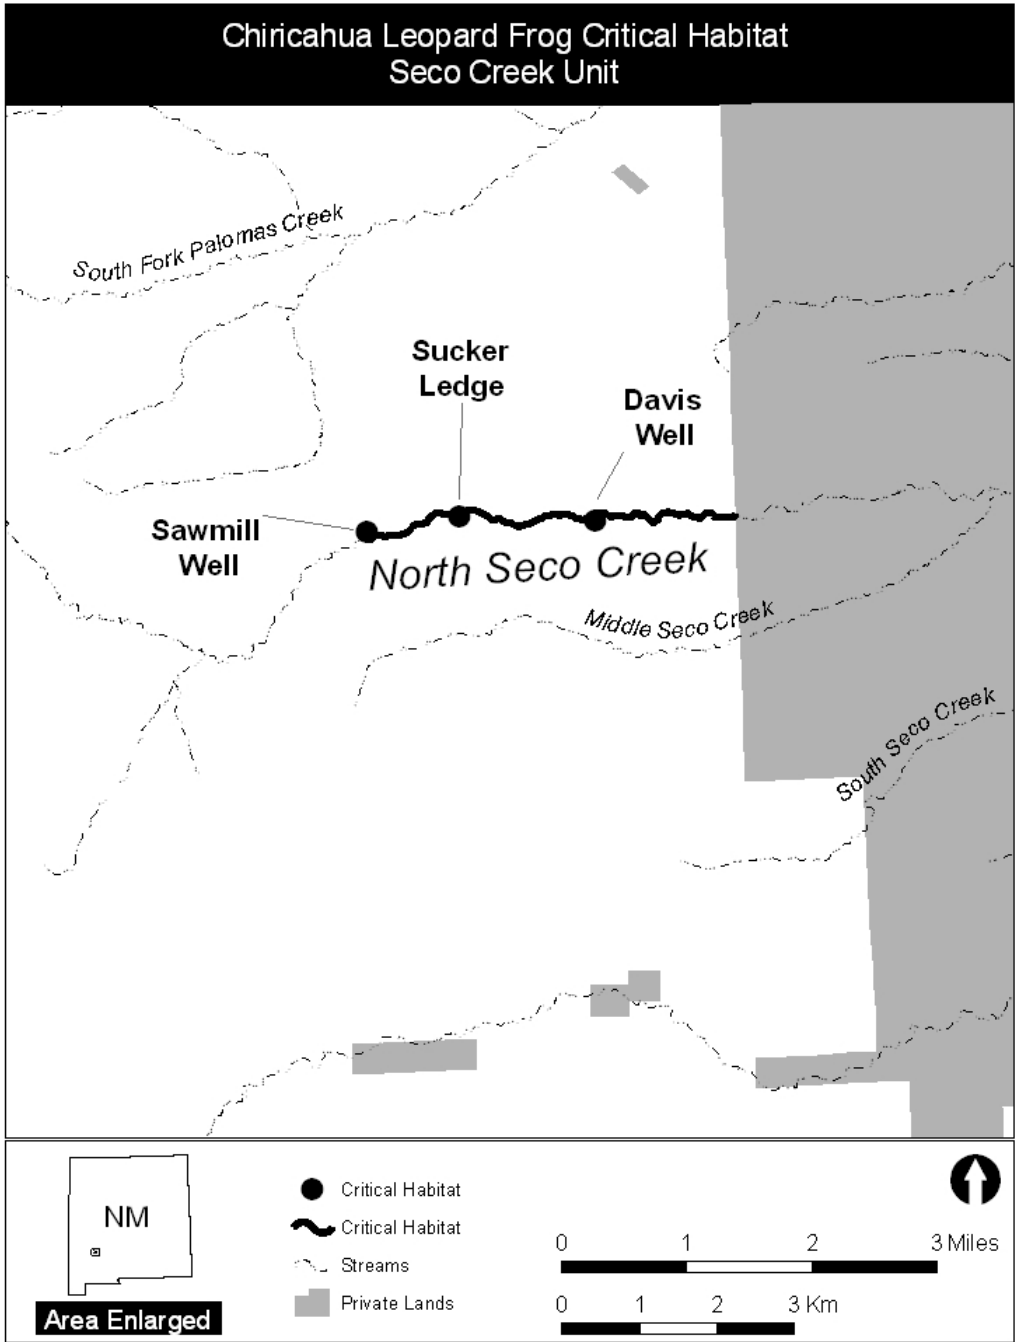 Chiricahua Leopard Frog Critical Habitat
Seco Creek Unit
South Fork Palomas Creek
Sucker
Ledge
Davis
Well
Sawmill
Well
North Seco Creek
Middle Seco Creek
South Seco Creek
NM
Area Enlarged
Critical Habitat
Critical Habitat
Streams
Private Lands
0 1 2 3 Miles
0 1 2 3 Km